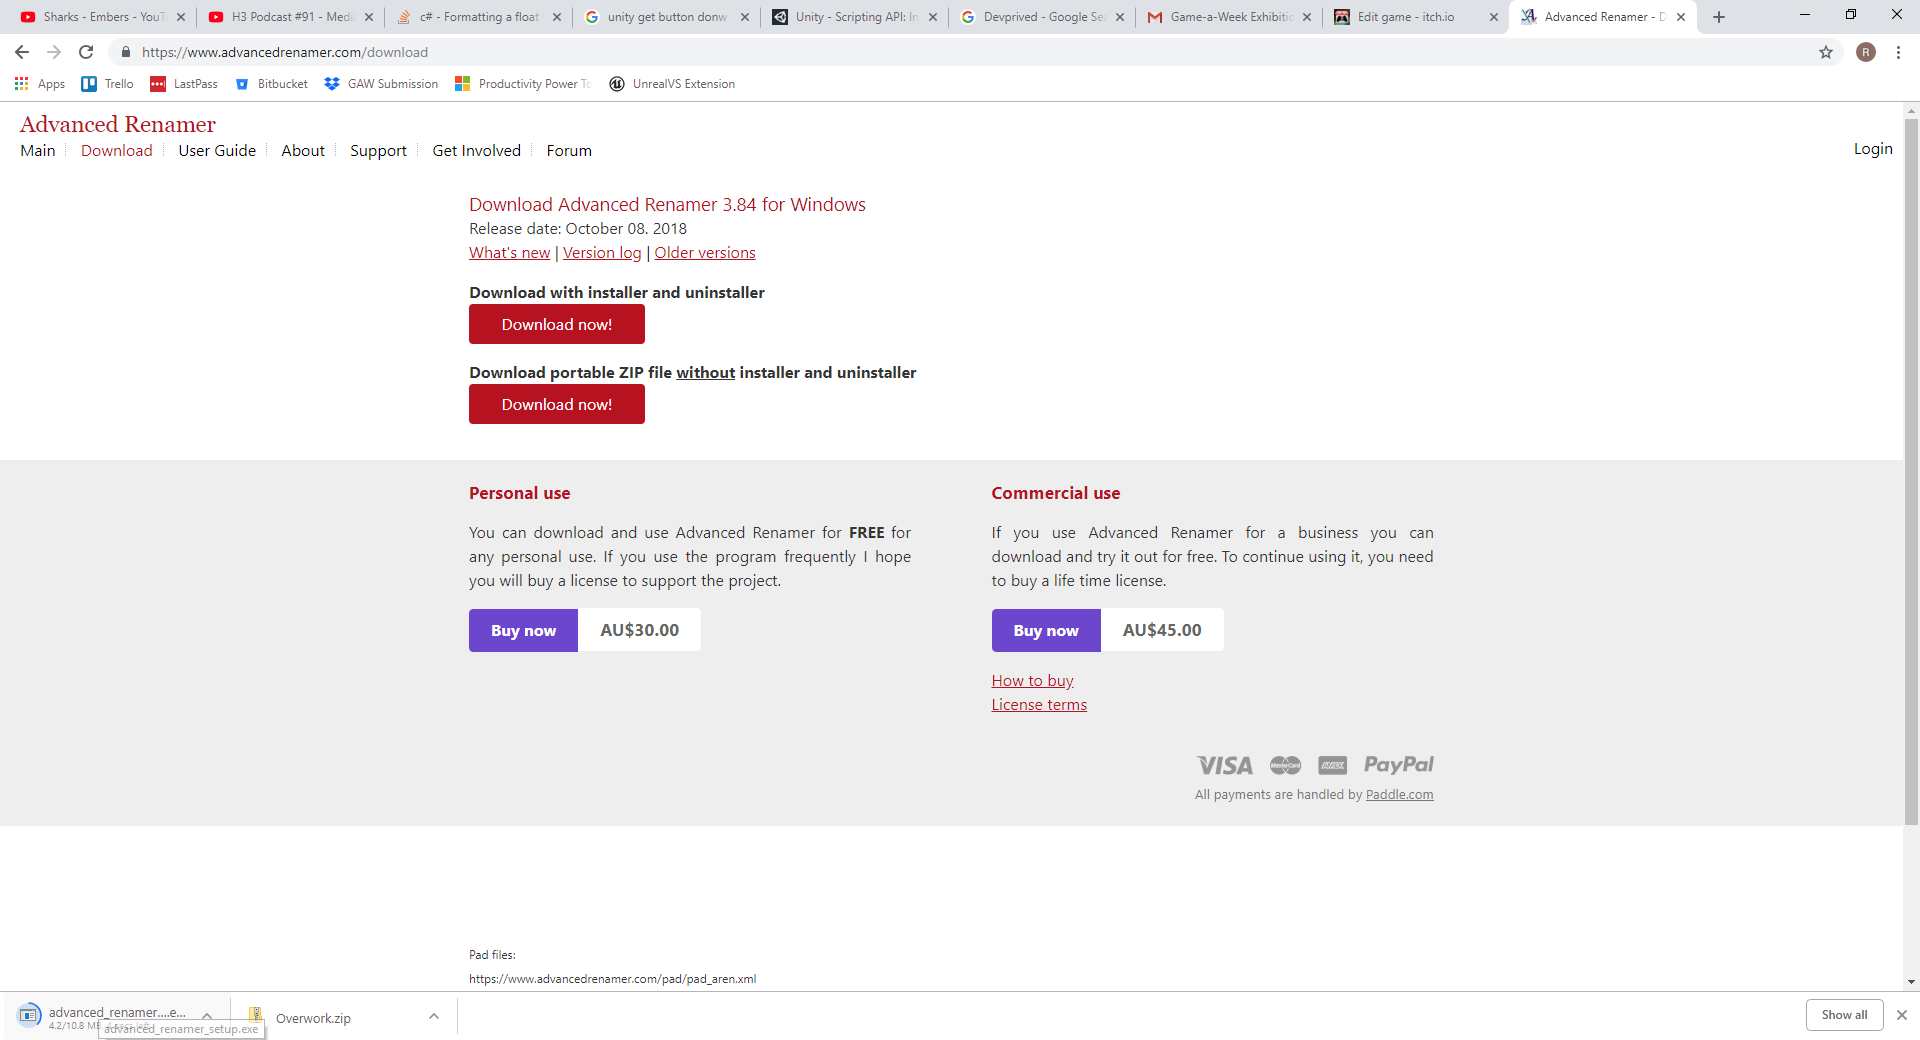 Sharks - Embers - YouT
H3 Podcast #91 - Medi
c# - Formatting a float
unity get button donw
Unity - Scripting API: In
Devprived - Google Sea
Game-a-Week Exhibitio
Edit game - itch.io
Advanced Renamer - D
https://www.advancedrenamer.com/download
R
Apps
Trello
LastPass
Bitbucket
GAW Submission
Productivity Power To
UnrealVS Extension
Advanced Renamer
Main Download User Guide About Support Get Involved Forum
Login
Download Advanced Renamer 3.84 for Windows
Release date: October 08. 2018
What's new | Version log | Older versions
Download with installer and uninstaller
Download now!
Download portable ZIP file without installer and uninstaller
Download now!
Personal use
You can download and use Advanced Renamer for FREE for
any personal use. If you use the program frequently I hope
you will buy a license to support the project.
Buy now AU$30.00
Commercial use
If you use Advanced Renamer for a business you can
download and try it out for free. To continue using it, you need
to buy a life time license.
Buy now AU$45.00
How to buy
License terms
VISA MasterCard AMEX PayPal
All payments are handled by Paddle.com
Pad files:
https://www.advancedrenamer.com/pad/pad_aren.xml
advanced_renamer....e...
4.2/10.8 MB
advanced_renamer_setup.exe
Overwork.zip
Show all